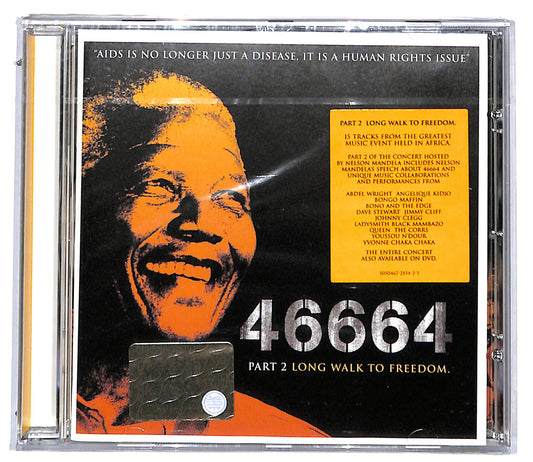 "AIDS IS NO LONGER JUST A DISEASE, IT IS A HUMAN RIGHTS ISSUE"
PART 2 LONG WALK TO FREEDOM.
15 TRACKS FROM THE GREATEST
MUSIC EVENT HELD IN AFRICA.
PART 2 OF THE CONCERT HOSTED
BY NELSON MANDELA INCLUDES NELSON
MANDELA'S SPEECH ABOUT 46664 AND
UNIQUE MUSIC COLLABORATIONS
AND PERFORMANCES FROM
ABDEL WRIGHT ANGELIQUE KIDJO
BONGO MAFFIN
BONO AND THE EDGE
DAVE STEWART JIMMY CLIFF
JOHNNY CLEGG
LADYSMITH BLACK MAMBAZO
QUEEN THE CORRS
YOUSSOU N'DOUR
YVONNE CHAKA CHAKA
THE ENTIRE CONCERT
ALSO AVAILABLE ON DVD.
5050467-2834-2-5
46664
PART 2 LONG WALK TO FREEDOM.